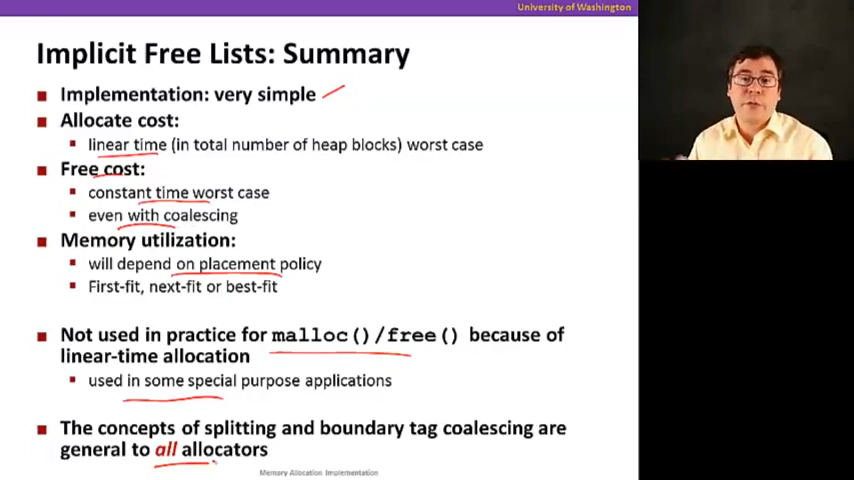 University of Washington
Implicit Free Lists: Summary
Implementation: very simple
Allocate cost:
linear time (in total number of heap blocks) worst case
Free cost:
constant time worst case
even with coalescing
Memory utilization:
will depend on placement policy
First-fit, next-fit or best-fit
Not used in practice for malloc()/free() because of
linear-time allocation
used in some special purpose applications
The concepts of splitting and boundary tag coalescing are
general to all allocators
Memory Allocation Implementation